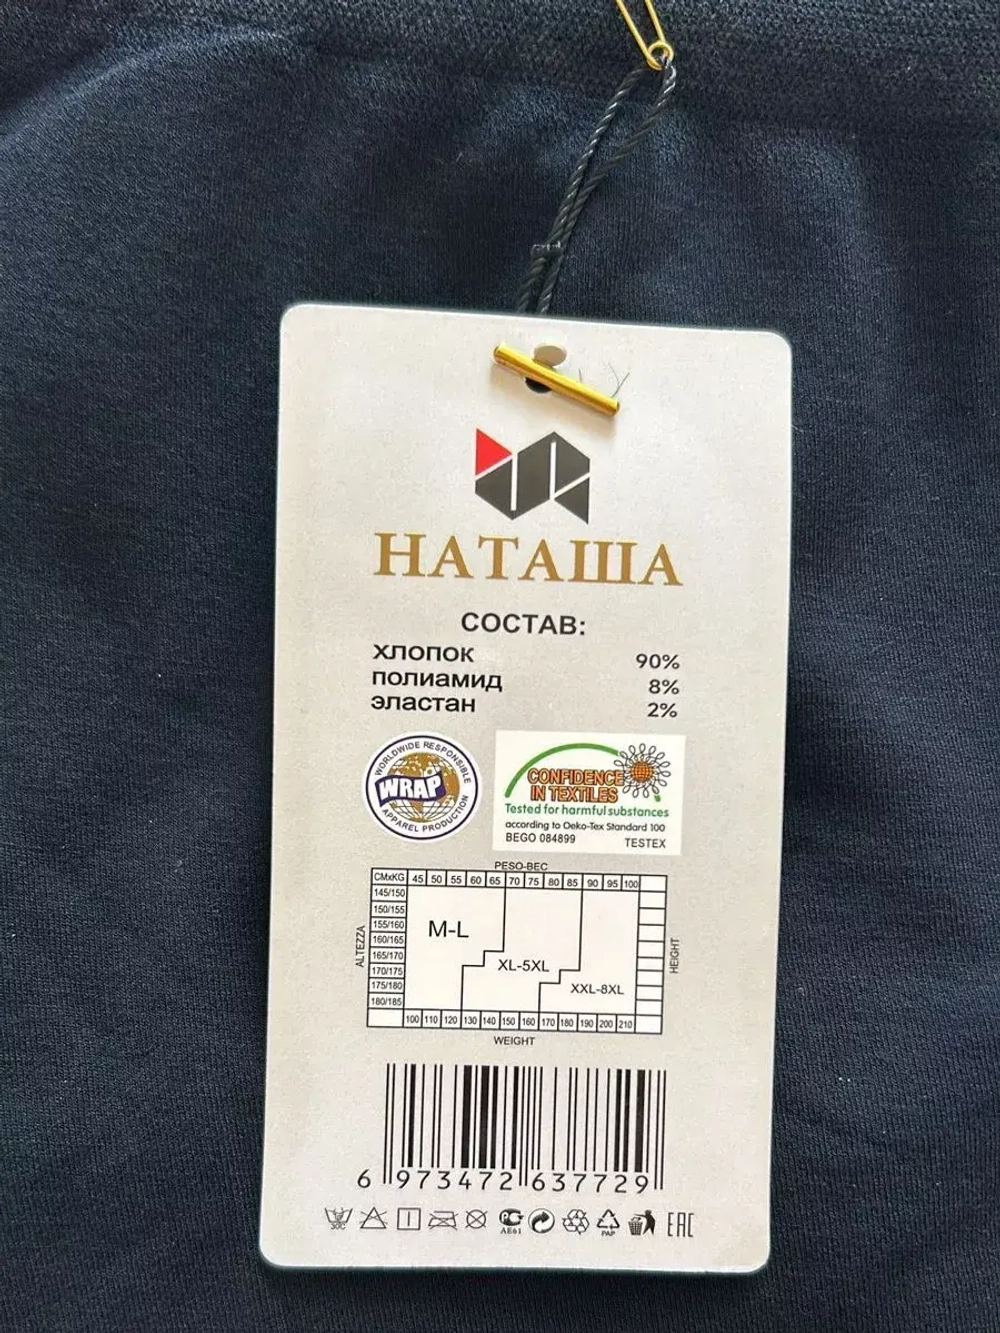 НАТАША
СОСТАВ:
ХЛОПОК 90%
ПОЛИАМИД 8%
ЭЛАСТАН 2%
WORLDWIDE RESPONSIBLE
WRAP
APPAREL PRODUCTION
CONFIDENCE
IN TEXTILES
Tested for harmful substances
according to Oeko-Tex Standard 100
BEGO 084899 TESTEX
PESO-ВЕС
CMxKG 45 50 55 60 65 70 75 80 85 90 95 100
145/150
150/155
155/160
160/165
165/170
170/175
175/180
180/185
ALTEZZA
M-L
XL-5XL
XXL-8XL
HEIGHT
100 110 120 130 140 150 160 170 180 190 200 210
WEIGHT
6 973472 637729
30C
АЕ61
PAP
EAC